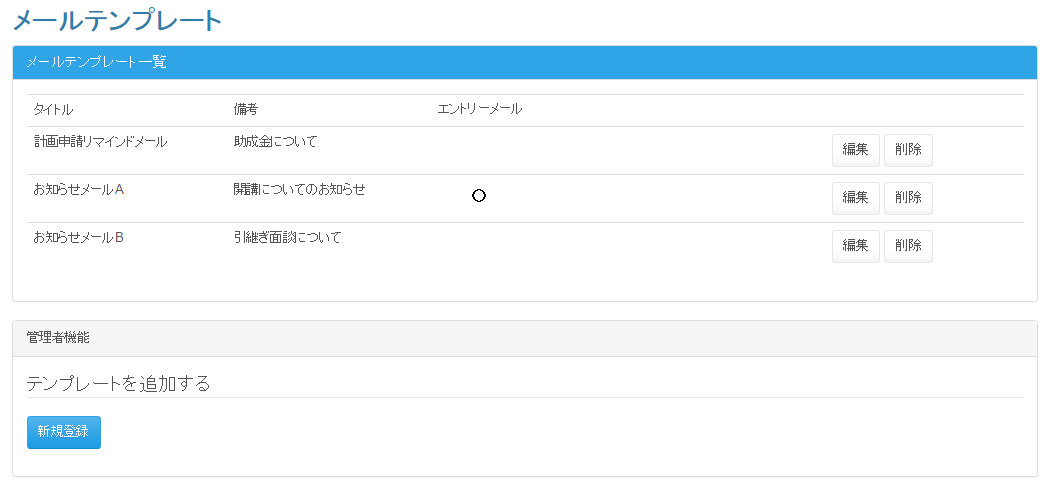 メールテンプレート
メールテンプレート一覧
タイトル 備考 エントリーメール
計画申請リマインドメール 助成金について 編集 削除
お知らせメールA 開講についてのお知らせ ○ 編集 削除
お知らせメールB 引継ぎ面談について 編集 削除
管理者機能
テンプレートを追加する
新規登録